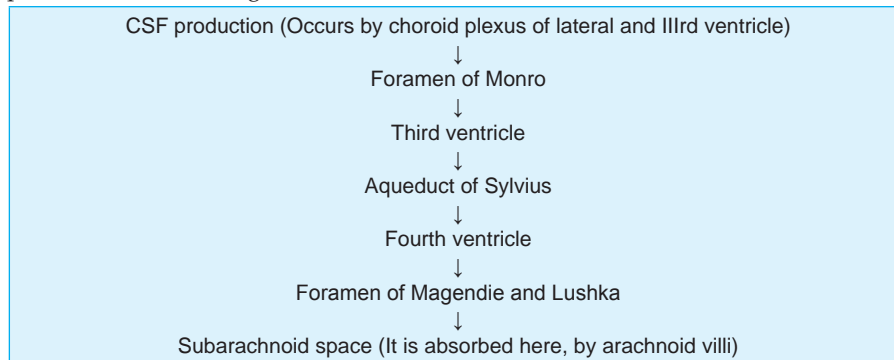 CSF production (Occurs by choroid plexus of lateral and IIIrd ventricle)
↓
Foramen of Monro
↓
Third ventricle
↓
Aqueduct of Sylvius
↓
Fourth ventricle
↓
Foramen of Magendie and Lushka
↓
Subarachnoid space (It is absorbed here, by arachnoid villi)